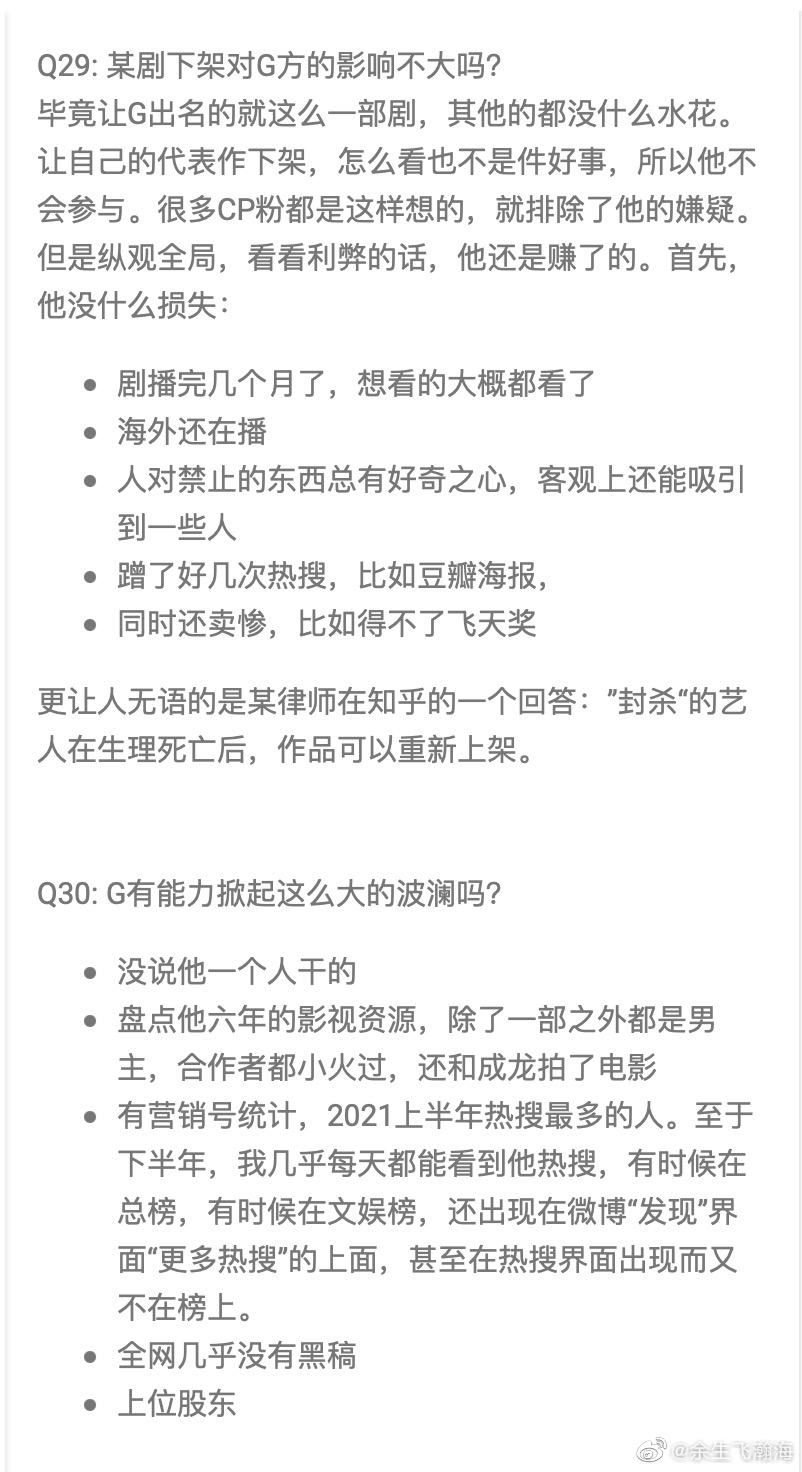 Q29: 某剧下架对G方的影响不大吗？
毕竟让G出名的就这么一部剧，其他的都没什么水花。
让自己的代表作下架，怎么看也不是件好事，所以他不
会参与。很多CP粉都是这样想的，就排除了他的嫌疑。
但是纵观全局，看看利弊的话，他还是赚了的。首先，
他没什么损失：
● 剧播完几个月了，想看的大概都看了
● 海外还在播
● 人对禁止的东西总有好奇之心，客观上还能吸引
到一些人
● 蹭了好几次热搜，比如豆瓣海报，
● 同时还卖惨，比如得不了飞天奖
更让人无语的是某律师在知乎的一个回答：”封杀“的艺
人在生理死亡后，作品可以重新上架。
Q30: G有能力掀起这么大的波澜吗？
● 没说他一个人干的
● 盘点他六年的影视资源，除了一部之外都是男
主，合作者都小火过，还和成龙拍了电影
● 有营销号统计，2021上半年热搜最多的人。至于
下半年，我几乎每天都能看到他热搜，有时候在
总榜，有时候在文娱榜，还出现在微博“发现”界
面“更多热搜”的上面，甚至在热搜界面出现而又
不在榜上。
● 全网几乎没有黑稿
● 上位股东
@余生飞瀚海